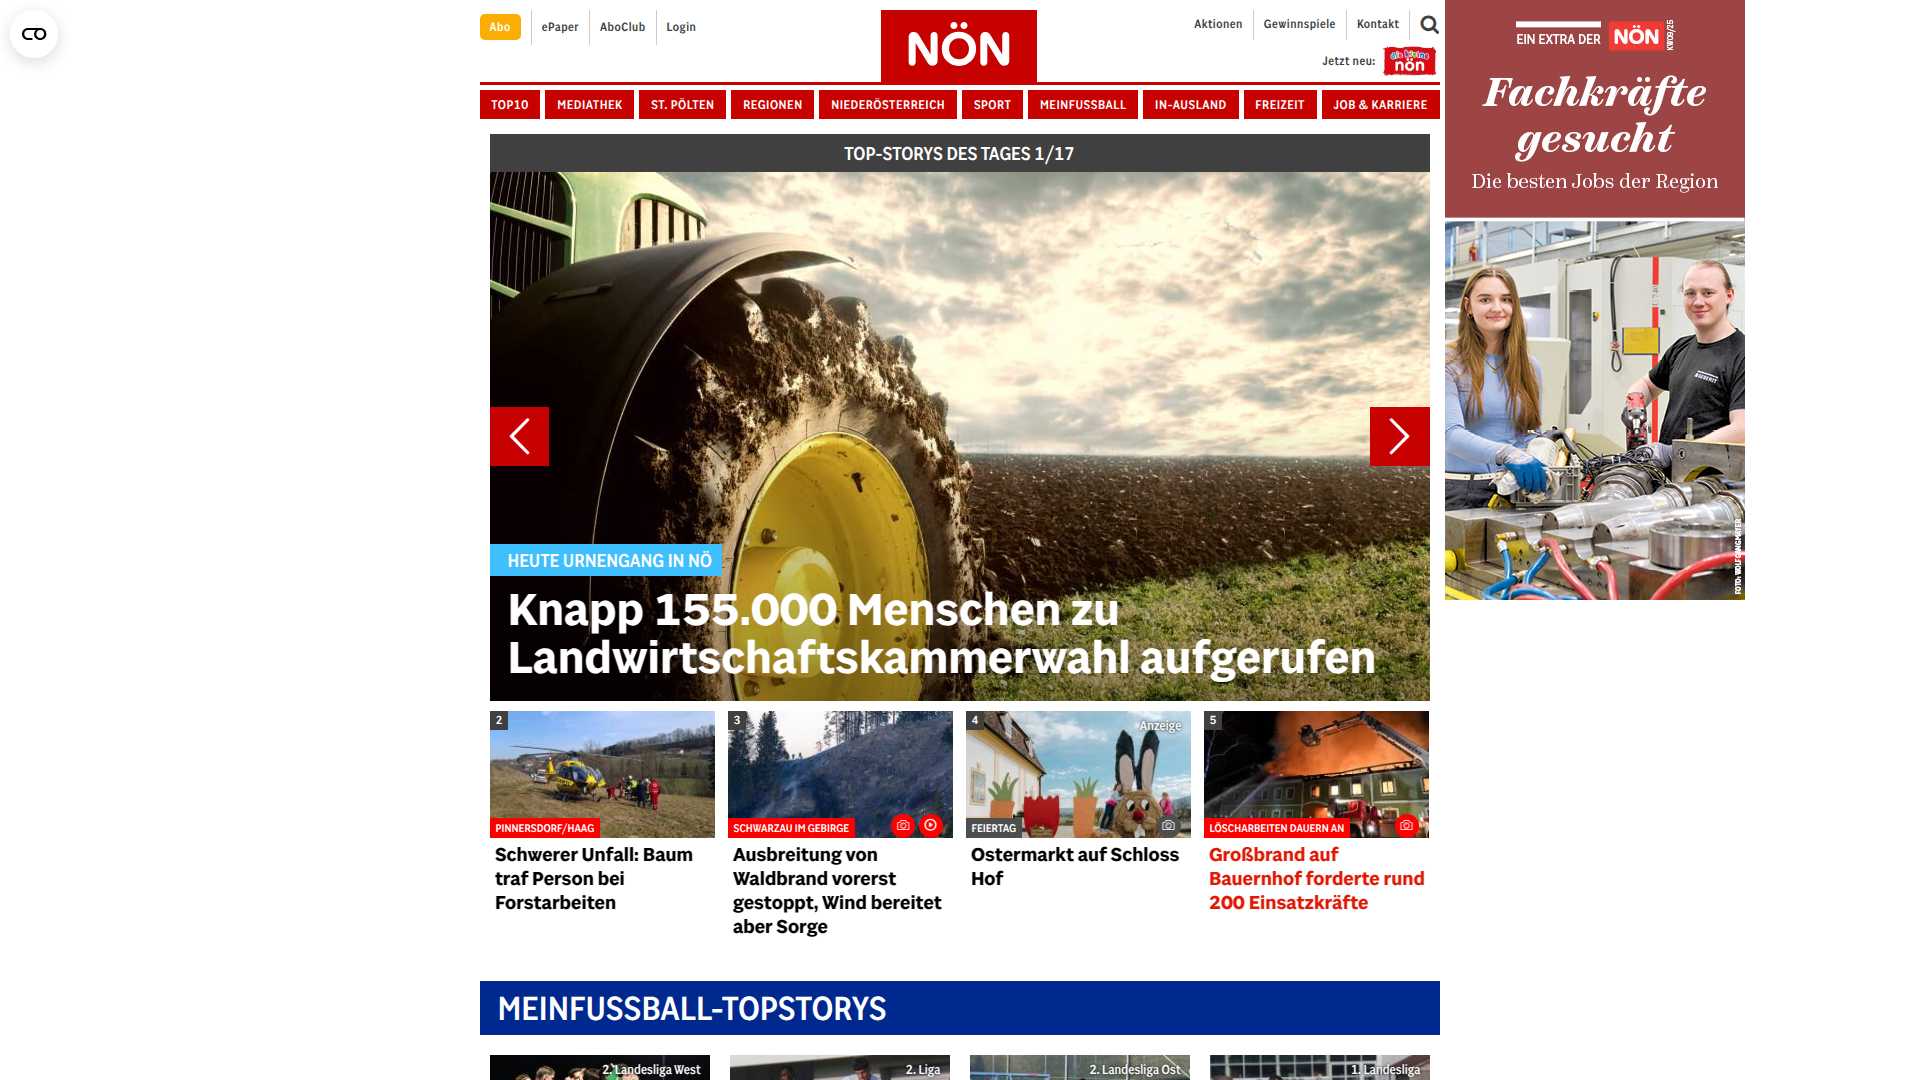 Abo
ePaper
AboClub
Login
NÖN
Aktionen
Gewinnspiele
Kontakt
Jetzt neu:
die kleine
nön
TOP10
MEDIATHEK
ST. PÖLTEN
REGIONEN
NIEDERÖSTERREICH
SPORT
MEINFUSSBALL
IN-AUSLAND
FREIZEIT
JOB & KARRIERE
TOP-STORYS DES TAGES 1/17
HEUTE URNENGANG IN NÖ
Knapp 155.000 Menschen zu
Landwirtschaftskammerwahl aufgerufen
2
PINNERSDORF/HAAG
Schwerer Unfall: Baum
traf Person bei
Forstarbeiten
3
SCHWARZAU IM GEBIRGE
Ausbreitung von
Waldbrand vorerst
gestoppt, Wind bereitet
aber Sorge
4
Anzeige
FEIERTAG
Ostermarkt auf Schloss
Hof
5
LÖSCHARBEITEN DAUERN AN
Großbrand auf
Bauernhof forderte rund
200 Einsatzkräfte
MEINFUSSBALL-TOPSTORYS
2. Landesliga West
2. Liga
2. Landesliga Ost
1. Landesliga
EIN EXTRA DER NÖN
KW09/25
Fachkräfte
gesucht
Die besten Jobs der Region
FOTO: WOLFGANG MAYER